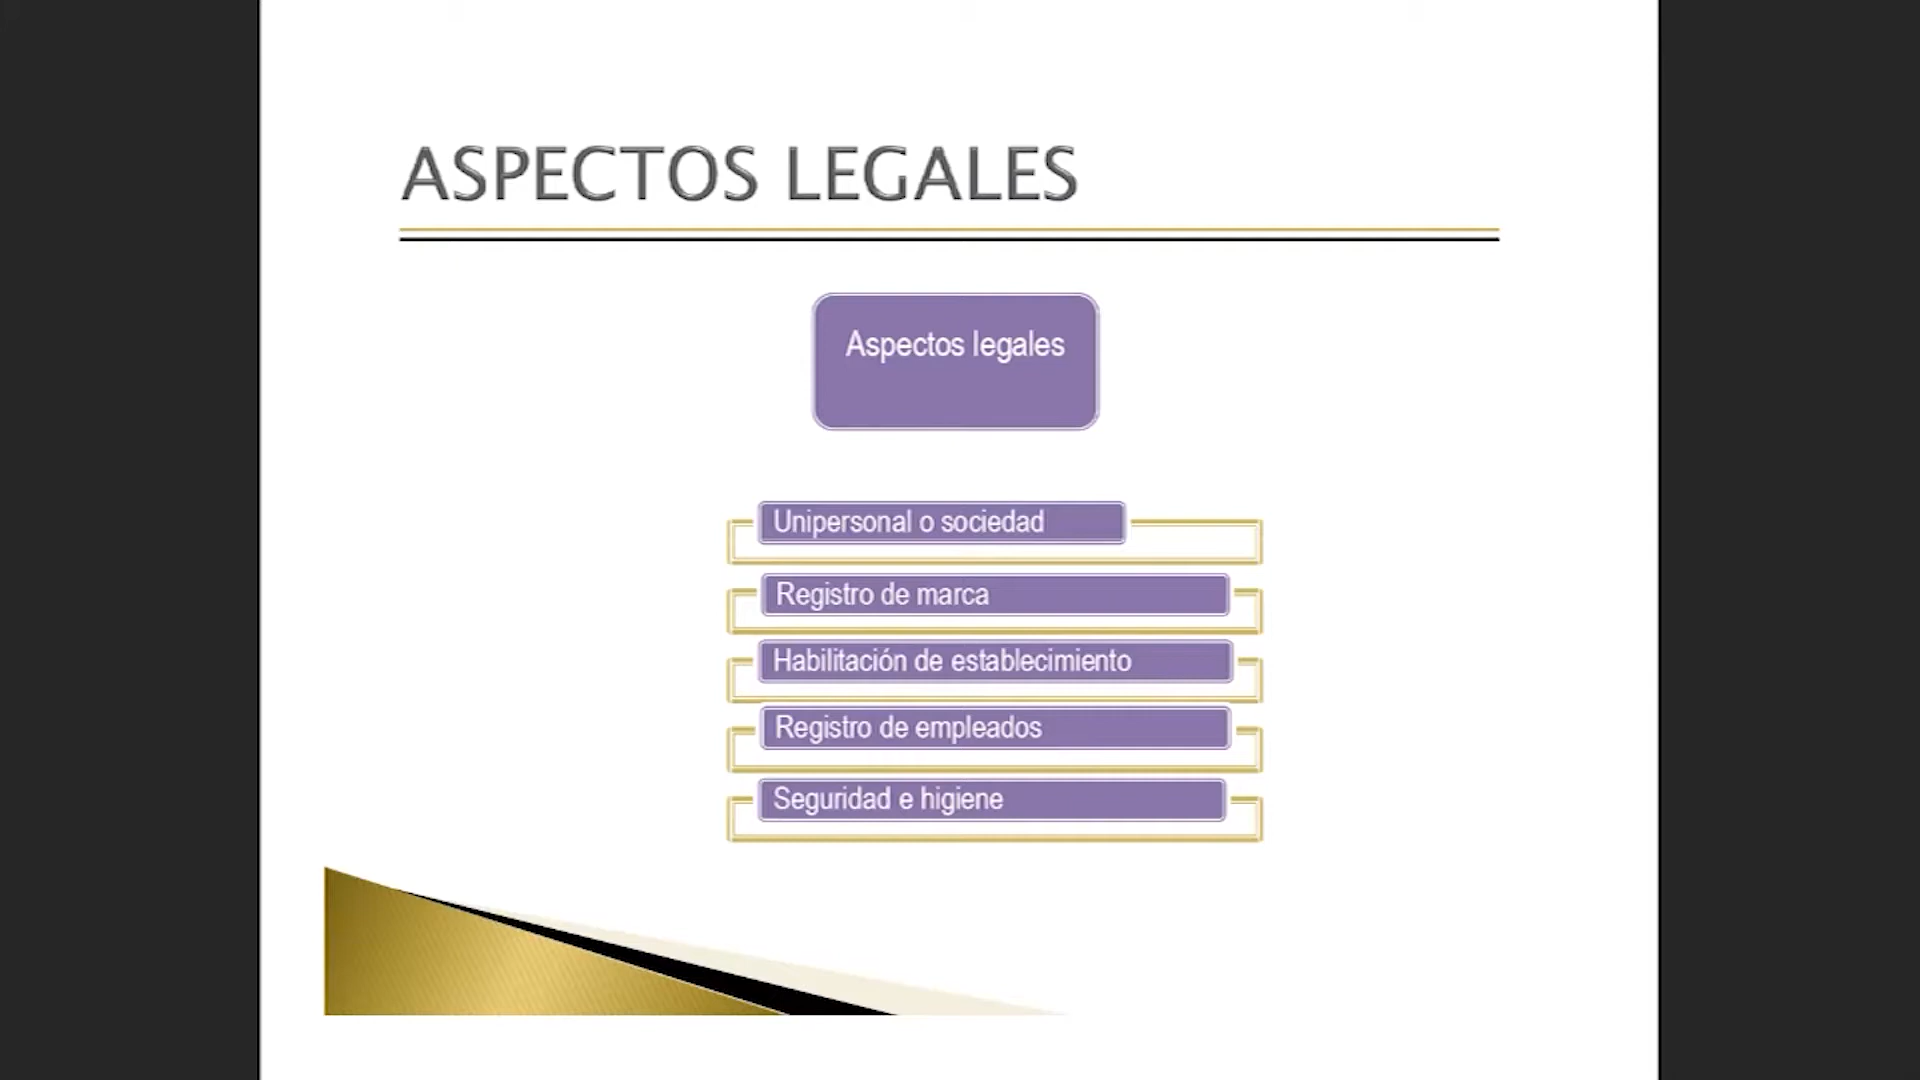 ASPECTOS LEGALES
Aspectos legales
Unipersonal o sociedad
Registro de marca
Habilitación de establecimiento
Registro de empleados
Seguridad e higiene